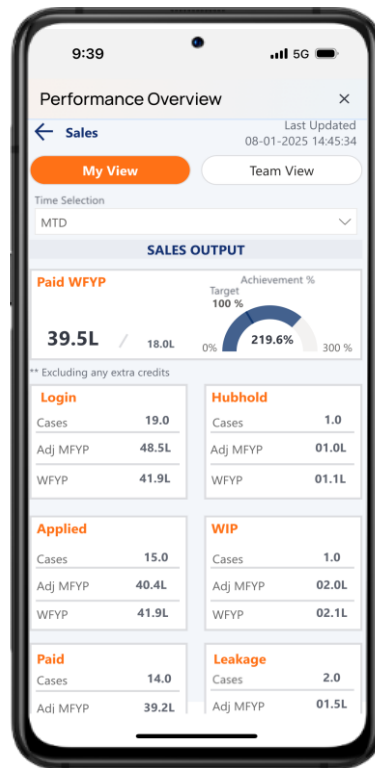 9:39 5G
Performance Overview ×
Sales Last Updated
08-01-2025 14:45:34
My View Team View
Time Selection
MTD
SALES OUTPUT
Paid WFYP
Achievement %
Target
100 %
39.5L / 18.0L
0% 219.6% 300 %
** Excluding any extra credits
Login
Cases 19.0
Adj MFYP 48.5L
WFYP 41.9L
Hubhold
Cases 1.0
Adj MFYP 01.0L
WFYP 01.1L
Applied
Cases 15.0
Adj MFYP 40.4L
WFYP 41.9L
WIP
Cases 1.0
Adj MFYP 02.0L
WFYP 02.1L
Paid
Cases 14.0
Adj MFYP 39.2L
Leakage
Cases 2.0
Adj MFYP 01.5L